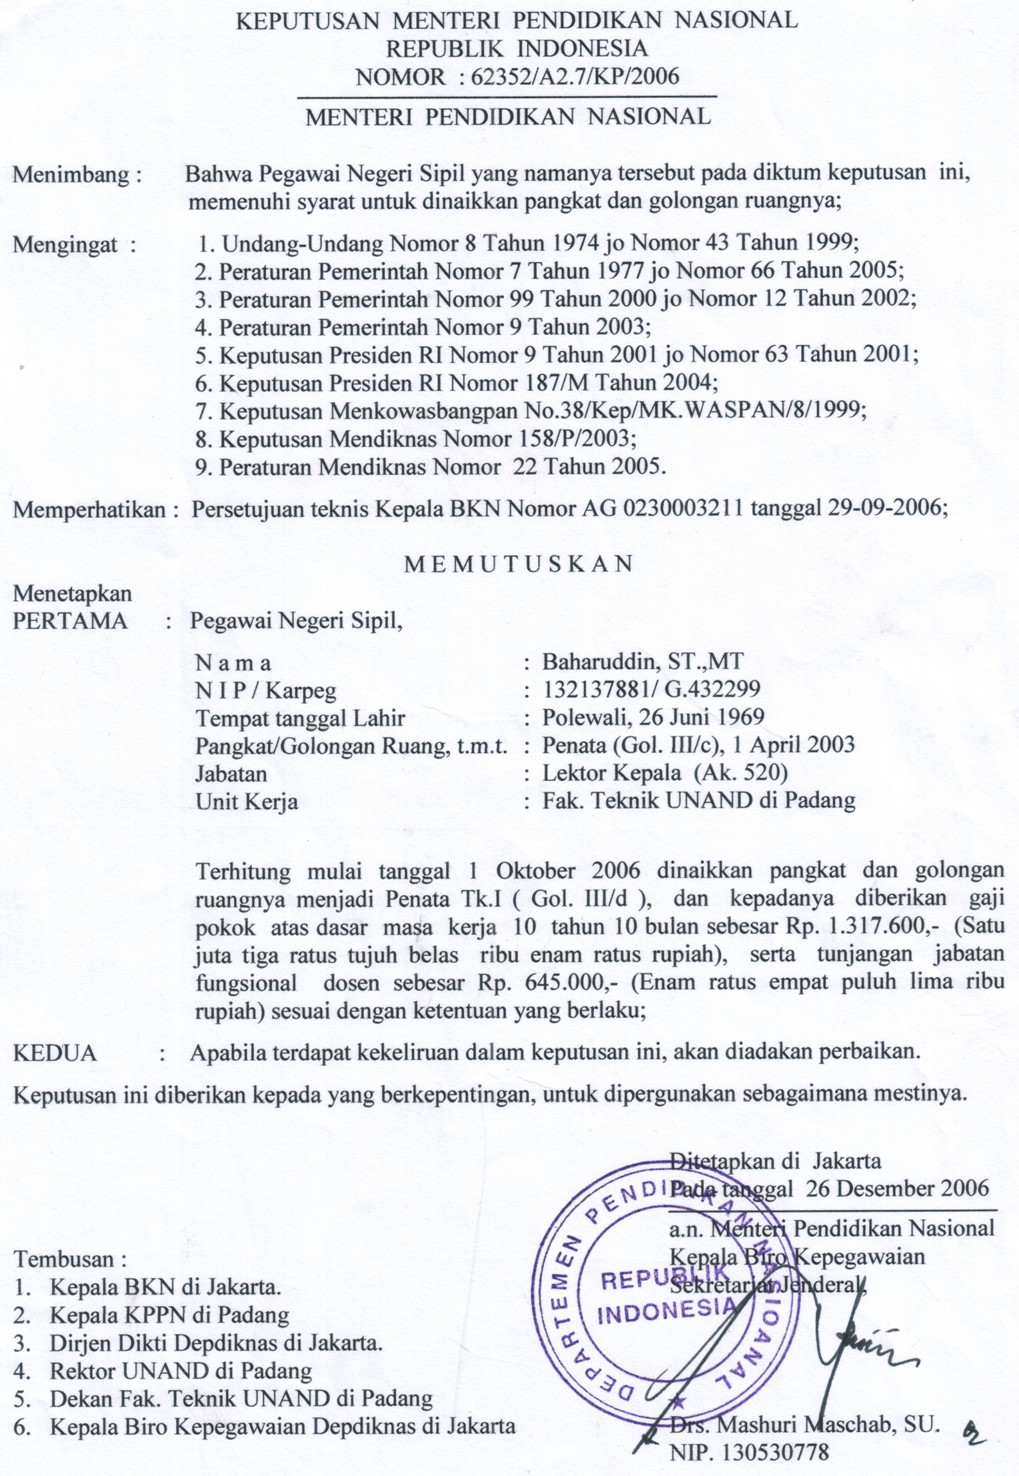 KEPUTUSAN MENTERI PENDIDIKAN NASIONAL
REPUBLIK INDONESIA
NOMOR : 62352/A2.7/KP/2006
MENTERI PENDIDIKAN NASIONAL
Menimbang : Bahwa Pegawai Negeri Sipil yang namanya tersebut pada diktum keputusan ini,
memenuhi syarat untuk dinaikkan pangkat dan golongan ruangnya;
Mengingat : 1. Undang-Undang Nomor 8 Tahun 1974 jo Nomor 43 Tahun 1999;
2. Peraturan Pemerintah Nomor 7 Tahun 1977 jo Nomor 66 Tahun 2005;
3. Peraturan Pemerintah Nomor 99 Tahun 2000 jo Nomor 12 Tahun 2002;
4. Peraturan Pemerintah Nomor 9 Tahun 2003;
5. Keputusan Presiden RI Nomor 9 Tahun 2001 jo Nomor 63 Tahun 2001;
6. Keputusan Presiden RI Nomor 187/M Tahun 2004;
7. Keputusan Menkowasbangpan No.38/Kep/MK.WASPAN/8/1999;
8. Keputusan Mendiknas Nomor 158/P/2003;
9. Peraturan Mendiknas Nomor 22 Tahun 2005.
Memperhatikan : Persetujuan teknis Kepala BKN Nomor AG 0230003211 tanggal 29-09-2006;
M E M U T U S K A N
Menetapkan
PERTAMA : Pegawai Negeri Sipil,
N a m a : Baharuddin, ST.,MT
N I P / Karpeg : 132137881/ G.432299
Tempat tanggal Lahir : Polewali, 26 Juni 1969
Pangkat/Golongan Ruang, t.m.t. : Penata (Gol. III/c), 1 April 2003
Jabatan : Lektor Kepala (Ak. 520)
Unit Kerja : Fak. Teknik UNAND di Padang
Terhitung mulai tanggal 1 Oktober 2006 dinaikkan pangkat dan golongan
ruangnya menjadi Penata Tk.I ( Gol. III/d ), dan kepadanya diberikan gaji
pokok atas dasar masa kerja 10 tahun 10 bulan sebesar Rp. 1.317.600,- (Satu
juta tiga ratus tujuh belas ribu enam ratus rupiah), serta tunjangan jabatan
fungsional dosen sebesar Rp. 645.000,- (Enam ratus empat puluh lima ribu
rupiah) sesuai dengan ketentuan yang berlaku;
KEDUA : Apabila terdapat kekeliruan dalam keputusan ini, akan diadakan perbaikan.
Keputusan ini diberikan kepada yang berkepentingan, untuk dipergunakan sebagaimana mestinya.
Ditetapkan di Jakarta
Pada tanggal 26 Desember 2006
a.n. Menteri Pendidikan Nasional
Kepala Biro Kepegawaian
Sekretariat Jenderal,
DEPARTEMEN PENDIDIKAN NASIOANAL
REPUBLIK
INDONESIA
Drs. Mashuri Maschab, SU.
NIP. 130530778
Tembusan :
1. Kepala BKN di Jakarta.
2. Kepala KPPN di Padang
3. Dirjen Dikti Depdiknas di Jakarta.
4. Rektor UNAND di Padang
5. Dekan Fak. Teknik UNAND di Padang
6. Kepala Biro Kepegawaian Depdiknas di Jakarta